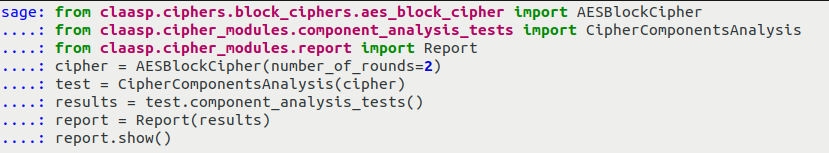 sage: from claasp.ciphers.block_ciphers.aes_block_cipher import AESBlockCipher
....: from claasp.cipher_modules.component_analysis_tests import CipherComponentsAnalysis
....: from claasp.cipher_modules.report import Report
....: cipher = AESBlockCipher(number_of_rounds=2)
....: test = CipherComponentsAnalysis(cipher)
....: results = test.component_analysis_tests()
....: report = Report(results)
....: report.show()